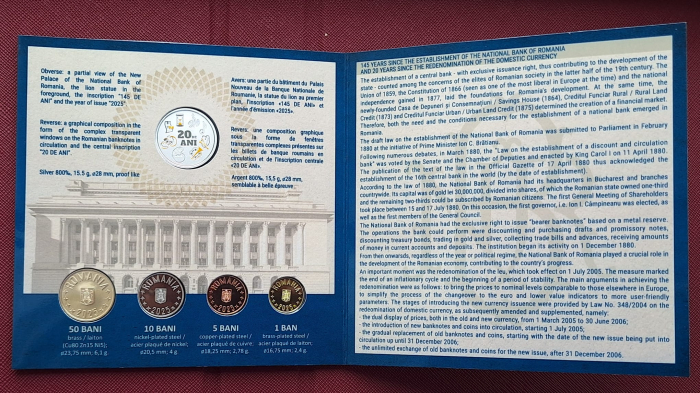 Obverse: a partial view of the New
Palace of the National Bank of
Romania, the lion statue in the
foreground, the inscription "145 DE
ANI" and the year of issue "2025".
Reverse: a graphical composition in the
form of the complex transparent
windows on the Romanian banknotes in
circulation and the central inscription
"20 DE ANI".
Silver 800‰, 15.5 g, ø28 mm, proof like
Avers: une partie du bâtiment du Palais
Nouveau de la Banque Nationale de
Roumanie, la statue du lion au premier
plan, l'inscription «145 DE ANI» et
l'année d'émission «2025».
Revers: une composition graphique
sous la forme de fenêtre
transparentes complexes présentes sur
les billets de banque roumains en
circulation et de l'inscription centrale
«20 DE ANI».
Argent 800‰, 15,5 g, ø28 mm,
semblable à belle épreuve
20 DE
ANI
ROMANIA
2025
ROMANIA
2025
ROMANIA
2025
ROMANIA
2025
50 BANI
brass / laiton
(Cu80 Zn15 Ni5);
ø23,75 mm; 6,1 g
10 BANI
nickel-plated steel /
acier plaqué de nickel;
ø20,5 mm; 4 g
5 BANI
copper-plated steel /
acier plaqué de cuivre;
ø18,25 mm; 2,78 g.
1 BAN
brass-plated steel /
acier plaqué de laiton;
ø16,75 mm; 2,4 g.
145 YEARS SINCE THE ESTABLISHMENT OF THE NATIONAL BANK OF ROMANIA
AND 20 YEARS SINCE THE REDENOMINATION OF THE DOMESTIC CURRENCY
The establishment of a central bank - with exclusive issuance right, thus contributing to the development of the
state - counted among the concerns of the elites of Romanian society in the latter half of the 19th century. The
Union of 1859, the Constitution of 1866 (seen as one of the most liberal in Europe at the time) and the national
independence gained in 1877, laid the foundations for Romania's development. At the same time, the
newly-founded Casa de Depuneri și Consemnațiuni / Savings House (1864), Creditul Funciar Rural / Rural Land
Credit (1873) and Creditul Funciar Urban / Urban Land Credit (1875) determined the creation of a financial market.
Therefore, both the need and the conditions necessary for the establishment of a national bank emerged in
Romania.
The draft law on the establishment of the National Bank of Romania was submitted to Parliament in February
1880 at the initiative of Prime Minister Ion C. Brătianu.
Following numerous debates, in March 1880, the "Law on the establishment of a discount and circulation
bank" was voted by the Senate and the Chamber of Deputies and enacted by King Carol I on 11 April 1880.
The publication of the text of the law in the Official Gazette of 17 April 1880 thus acknowledged the
establishment of the 16th central bank in the world (by the date of establishment).
According to the law of 1880, the National Bank of Romania had its headquarters in Bucharest and branches
countrywide. Its capital was of gold lei 30,000,000, divided into shares, of which the Romanian state owned one-third
and the remaining two-thirds could be subscribed by Romanian citizens. The first General Meeting of Shareholders
took place between 15 and 17 July 1880. On this occasion, the first governor, i.e. Ion I. Câmpineanu was elected, as
well as the first members of the General Council.
The National Bank of Romania had the exclusive right to issue "bearer banknotes" based on a metal reserve.
The operations the bank could perform were discounting and purchasing drafts and promissory notes,
discounting treasury bonds, trading in gold and silver, collecting trade bills and advances, receiving amounts
of money in current accounts and deposits. The institution began its activity on 1 December 1880.
From then onwards, regardless of the year or political regime, the National Bank of Romania played a crucial role in
the development of the Romanian economy, contributing to the country's progress.
An important moment was the redenomination of the leu, which took effect on 1 July 2005. The measure marked
the end of an inflationary cycle and the beginning of a period of stability. The main arguments in achieving the
redenomination were as follows: to bring the prices to nominal levels comparable to those elsewhere in Europe,
to simplify the process of the changeover to the euro and lower value indicators to more user-friendly
parameters. The stages of introducing the new currency issuance were provided by Law No. 348/2004 on the
redenomination of domestic currency, as subsequently amended and supplemented, namely:
- the dual display of prices, both in the old and new currency, from 1 March 2005 to 30 June 2006;
- the introduction of new banknotes and coins into circulation, starting 1 July 2005;
- the gradual replacement of old banknotes and coins, starting with the date of the new issue being put into
circulation up until 31 December 2006;
- the unlimited exchange of old banknotes and coins for the new issue, after 31 December 2006.